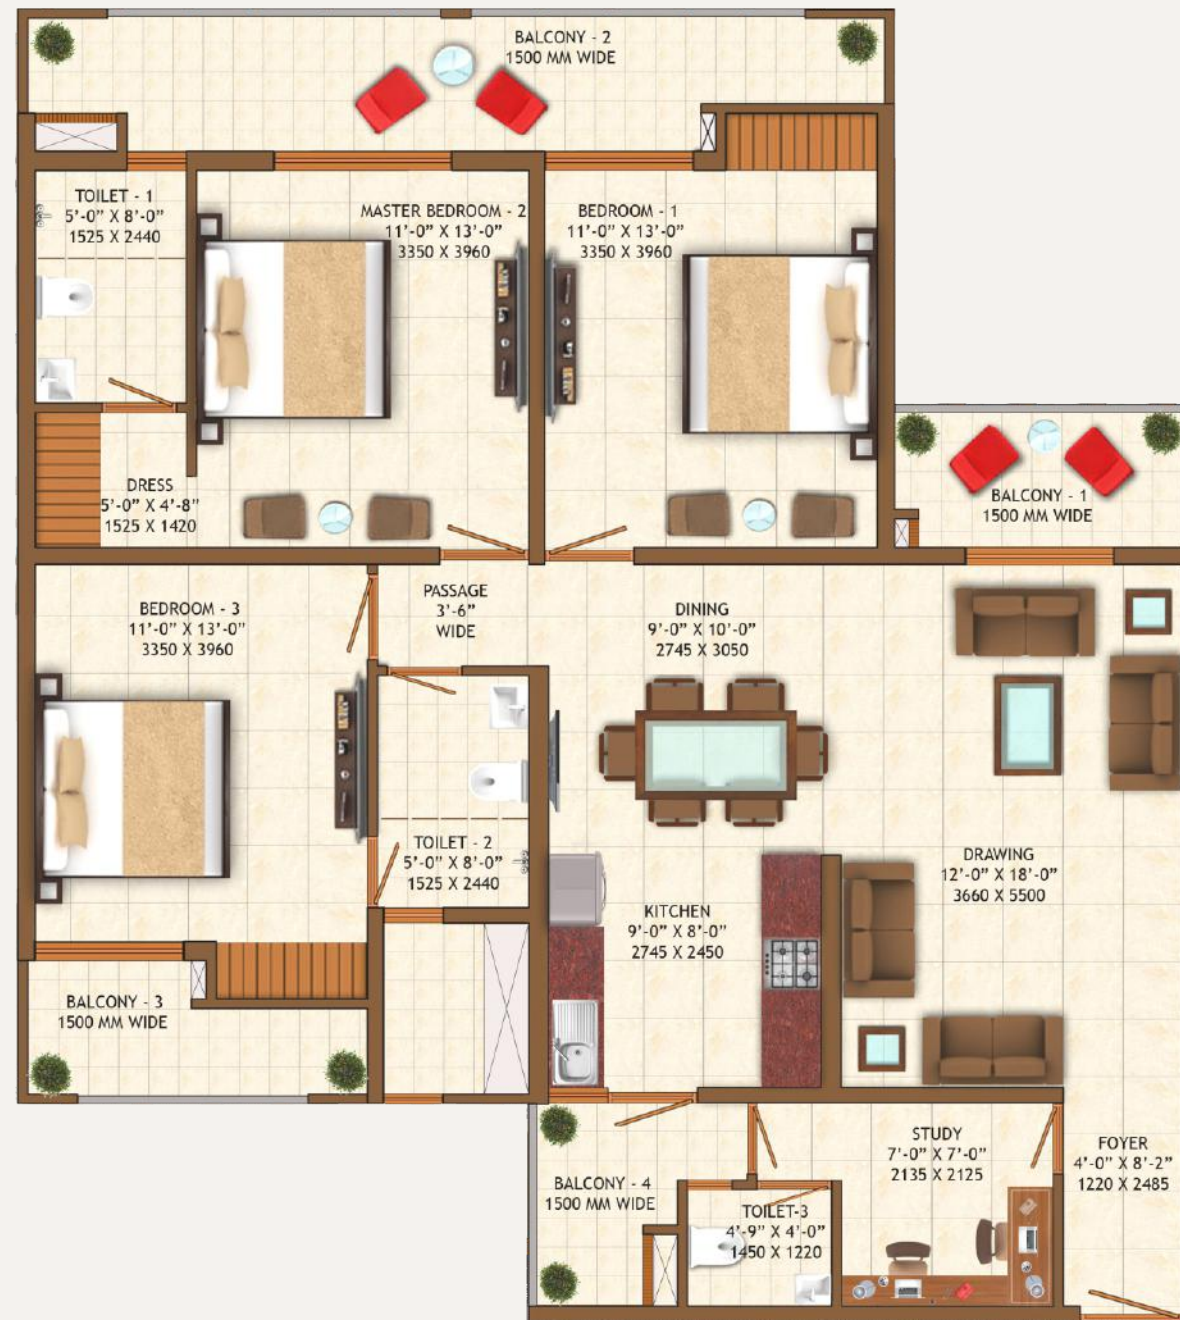 BALCONY - 2
1500 MM WIDE
TOILET - 1
5'-0" X 8'-0"
1525 X 2440
MASTER BEDROOM - 2
11'-0" X 13'-0"
3350 X 3960
BEDROOM - 1
11'-0" X 13'-0"
3350 X 3960
DRESS
5'-0" X 4'-8"
1525 X 1420
BALCONY - 1
1500 MM WIDE
BEDROOM - 3
11'-0" X 13'-0"
3350 X 3960
PASSAGE
3'-6"
WIDE
DINING
9'-0" X 10'-0"
2745 X 3050
TOILET - 2
5'-0" X 8'-0"
1525 X 2440
DRAWING
12'-0" X 18'-0"
3660 X 5500
KITCHEN
9'-0" X 8'-0"
2745 X 2450
BALCONY - 3
1500 MM WIDE
STUDY
7'-0" X 7'-0"
2135 X 2125
FOYER
4'-0" X 8'-2"
1220 X 2485
BALCONY - 4
1500 MM WIDE
TOILET-3
4'-9" X 4'-0"
1450 X 1220